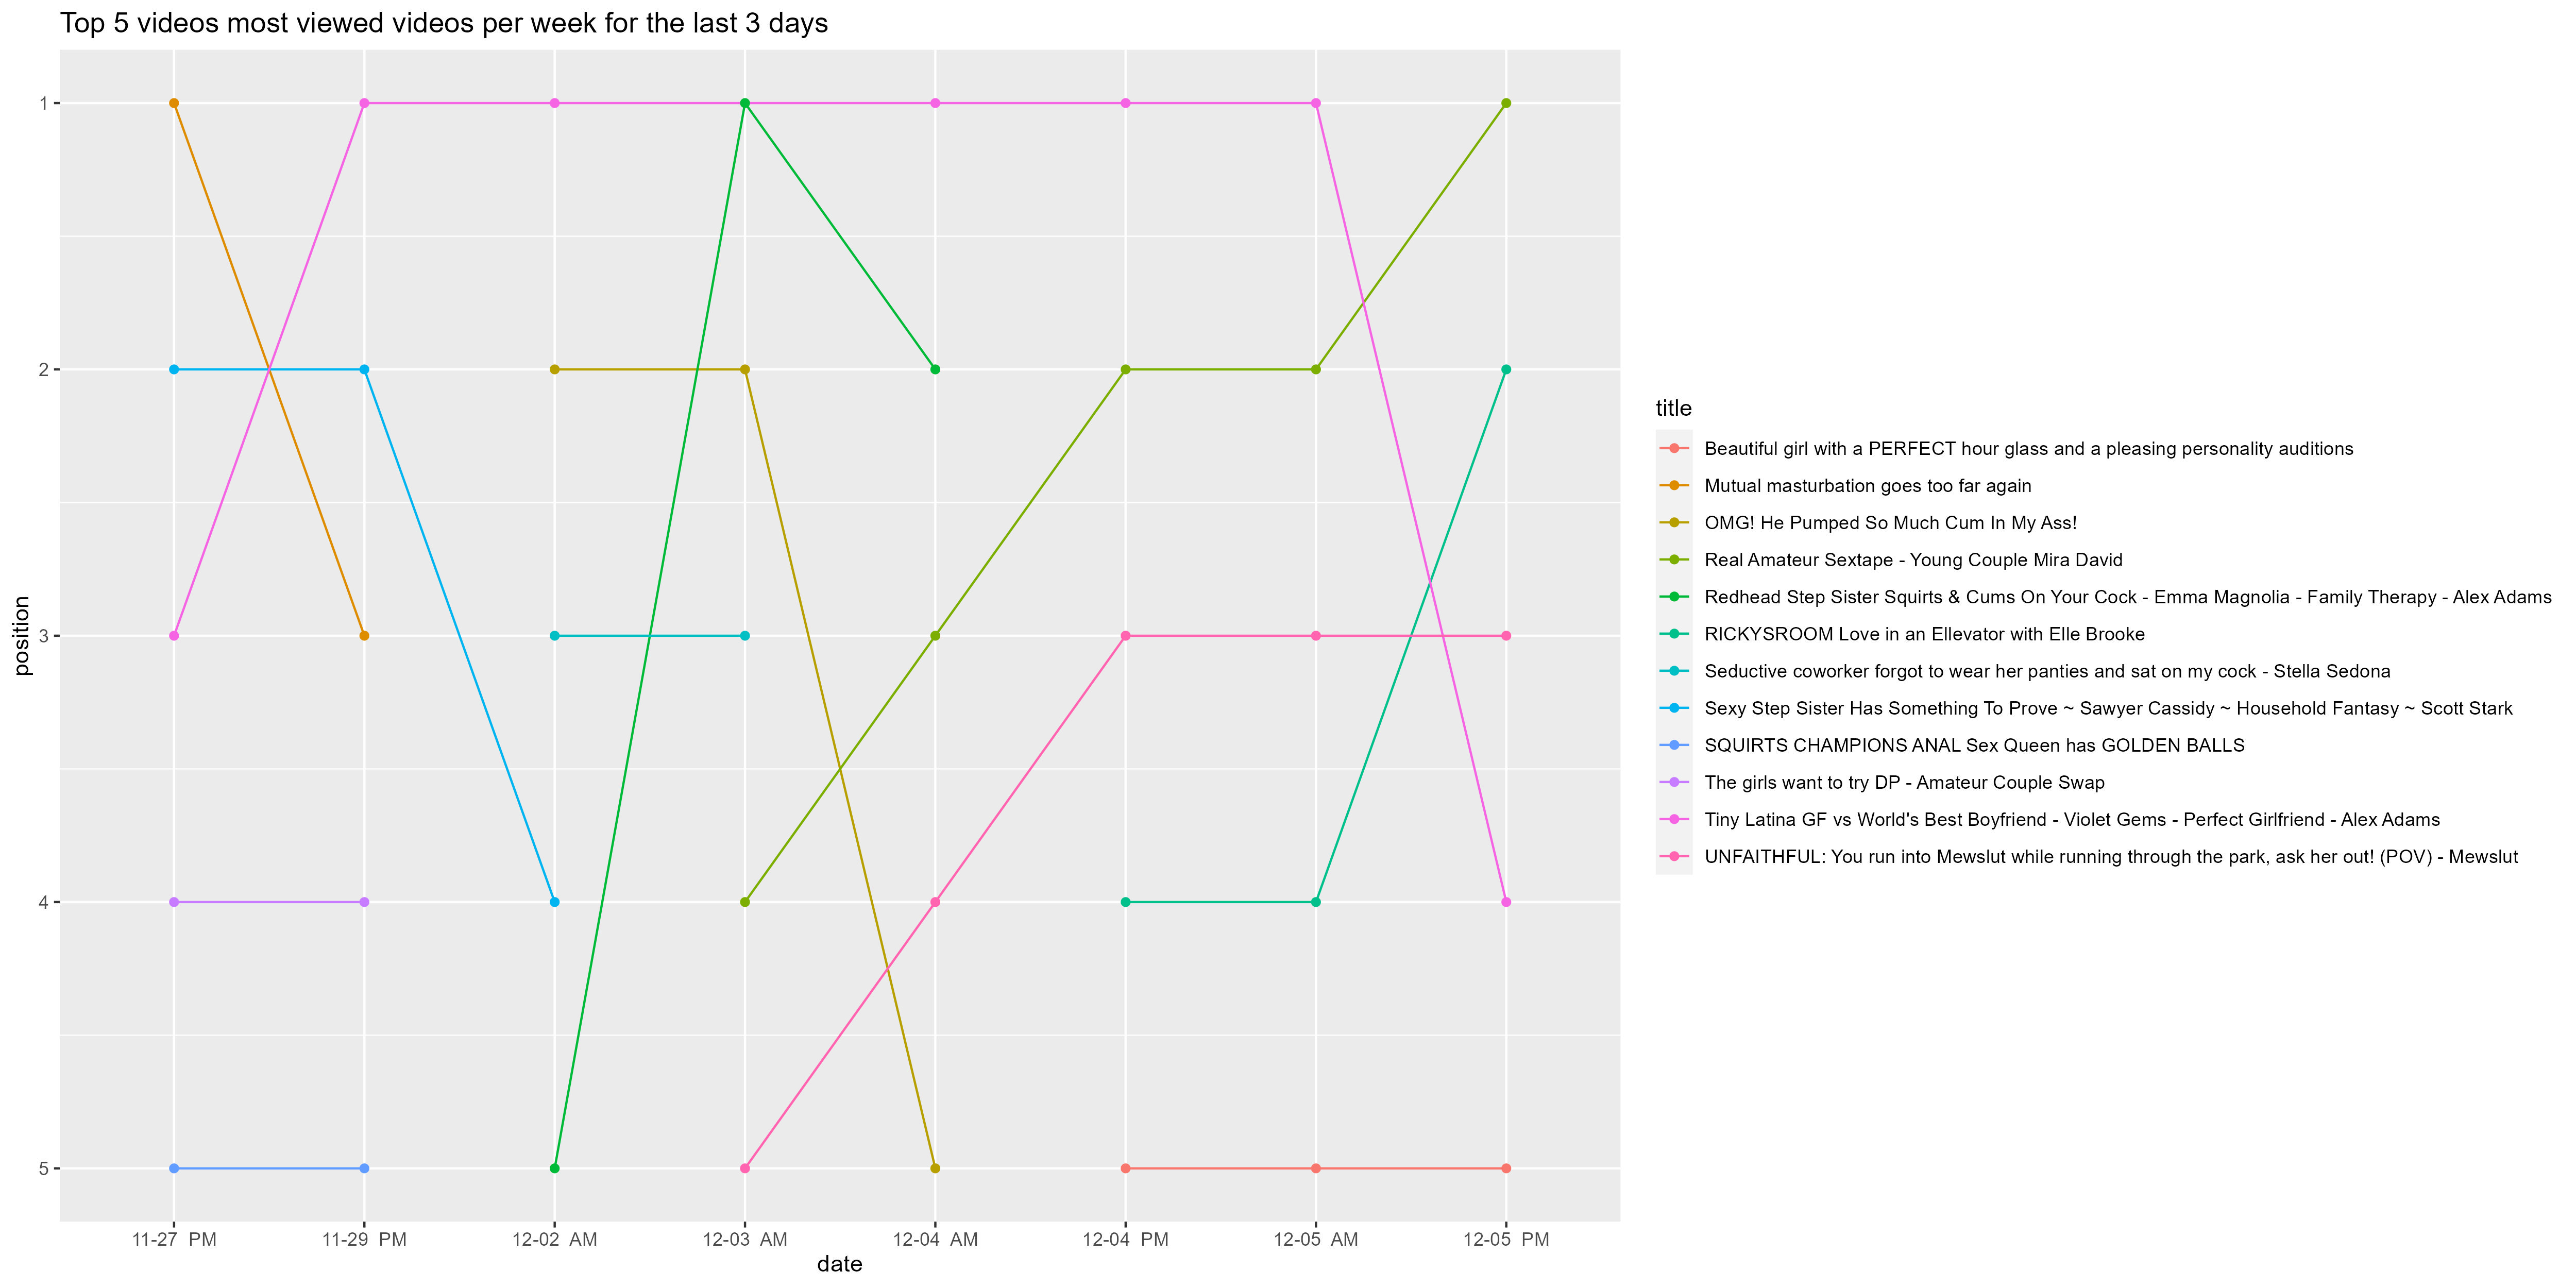 Top 5 videos most viewed videos per week for the last 3 days
position
1
2
3
4
5
11-27 PM
11-29 PM
12-02 AM
12-03 AM
12-04 AM
12-04 PM
12-05 AM
12-05 PM
date
title
Beautiful girl with a PERFECT hour glass and a pleasing personality auditions
Mutual masturbation goes too far again
OMG! He Pumped So Much Cum In My Ass!
Real Amateur Sextape - Young Couple Mira David
Redhead Step Sister Squirts & Cums On Your Cock - Emma Magnolia - Family Therapy - Alex Adams
RICKYSROOM Love in an Ellevator with Elle Brooke
Seductive coworker forgot to wear her panties and sat on my cock - Stella Sedona
Sexy Step Sister Has Something To Prove ~ Sawyer Cassidy ~ Household Fantasy ~ Scott Stark
SQUIRTS CHAMPIONS ANAL Sex Queen has GOLDEN BALLS
The girls want to try DP - Amateur Couple Swap
Tiny Latina GF vs World's Best Boyfriend - Violet Gems - Perfect Girlfriend - Alex Adams
UNFAITHFUL: You run into Mewslut while running through the park, ask her out! (POV) - Mewslut